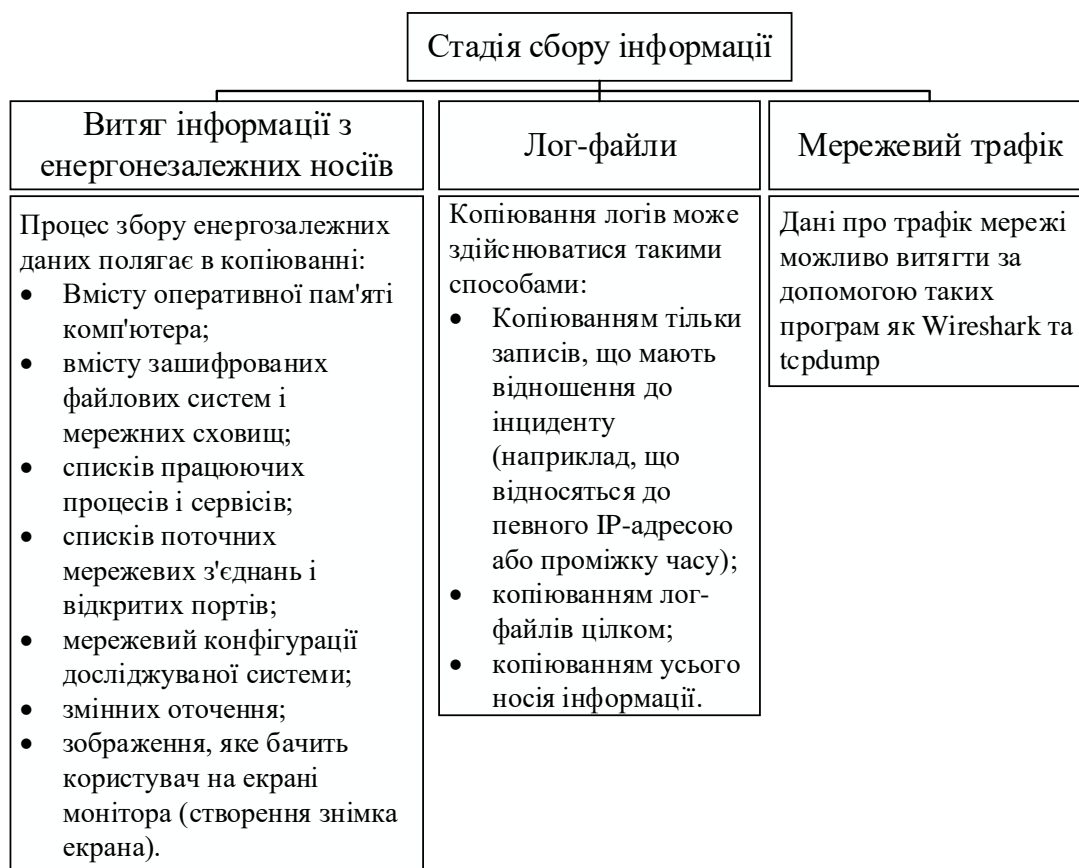 Стадія сбору інформації
Витяг інформації з
енергонезалежних носіїв
Процес збору енергозалежних
даних полягає в копіюванні:
• Вмісту оперативної пам'яті
комп'ютера;
• вмісту зашифрованих
файлових систем і
мережних сховищ;
• списків працюючих
процесів і сервісів;
• списків поточних
мережевих з'єднань і
відкритих портів;
• мережевий конфігурації
досліджуваної системи;
• змінних оточення;
• зображення, яке бачить
користувач на екрані
монітора (створення знімка
екрана).
Лог-файли
Копіювання логів може
здійснюватися такими
способами:
• Копіюванням тільки
записів, що мають
відношення до
інциденту
(наприклад, що
відносяться до
певного IP-адресою
або проміжку часу);
• копіюванням лог-
файлів цілком;
• копіюванням усього
носія інформації.
Мережевий трафік
Дані про трафік мережі
можливо витягти за
допомогою таких
програм як Wireshark та
tcpdump